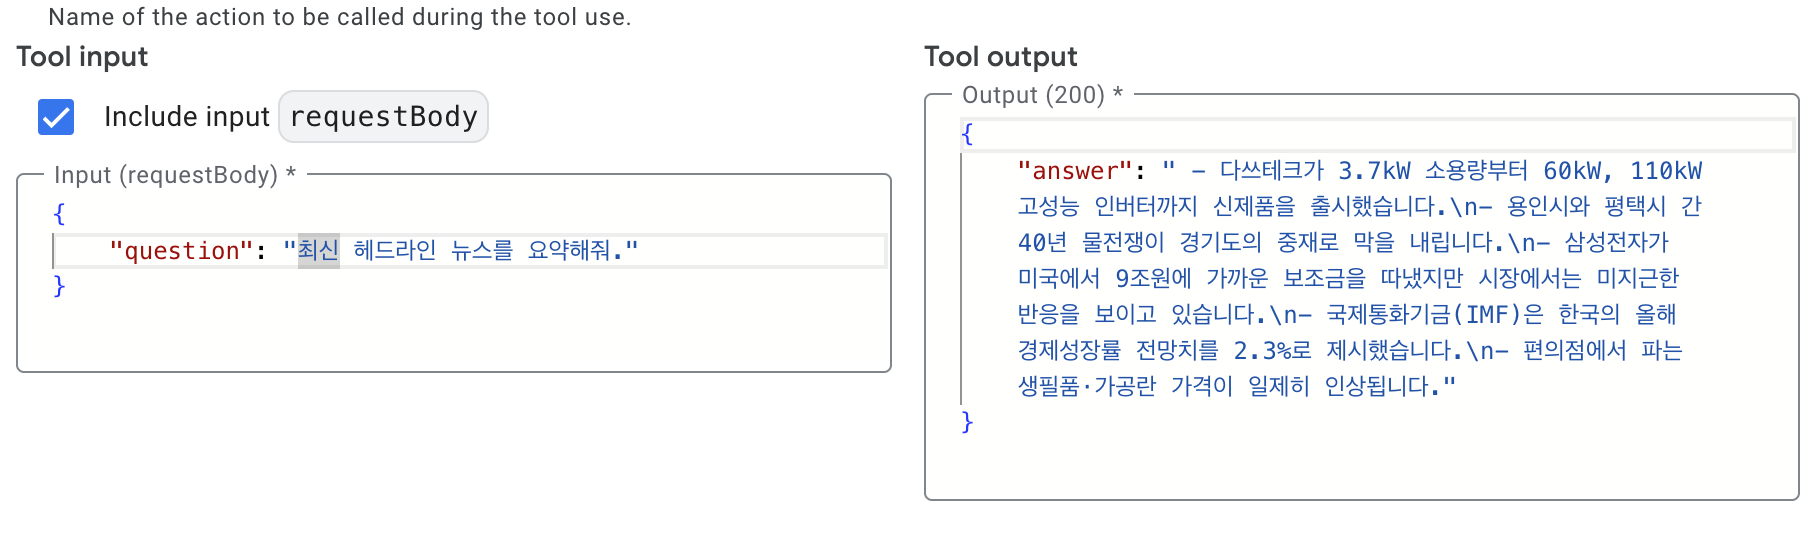 Name of the action to be called during the tool use.
Tool input
Include input requestBody
Input (requestBody) *
{
"question": "최신 헤드라인 뉴스를 요약해줘."
}
Tool output
Output (200) *
{
"answer": " - 다쓰테크가 3.7kW 소용량부터 60kW, 110kW
고성능 인버터까지 신제품을 출시했습니다.\n- 용인시와 평택시 간
40년 물전쟁이 경기도의 중재로 막을 내립니다.\n- 삼성전자가
미국에서 9조원에 가까운 보조금을 따냈지만 시장에서는 미지근한
반응을 보이고 있습니다.\n- 국제통화기금(IMF)은 한국의 올해
경제성장률 전망치를 2.3%로 제시했습니다.\n- 편의점에서 파는
생필품·가공란 가격이 일제히 인상됩니다."
}